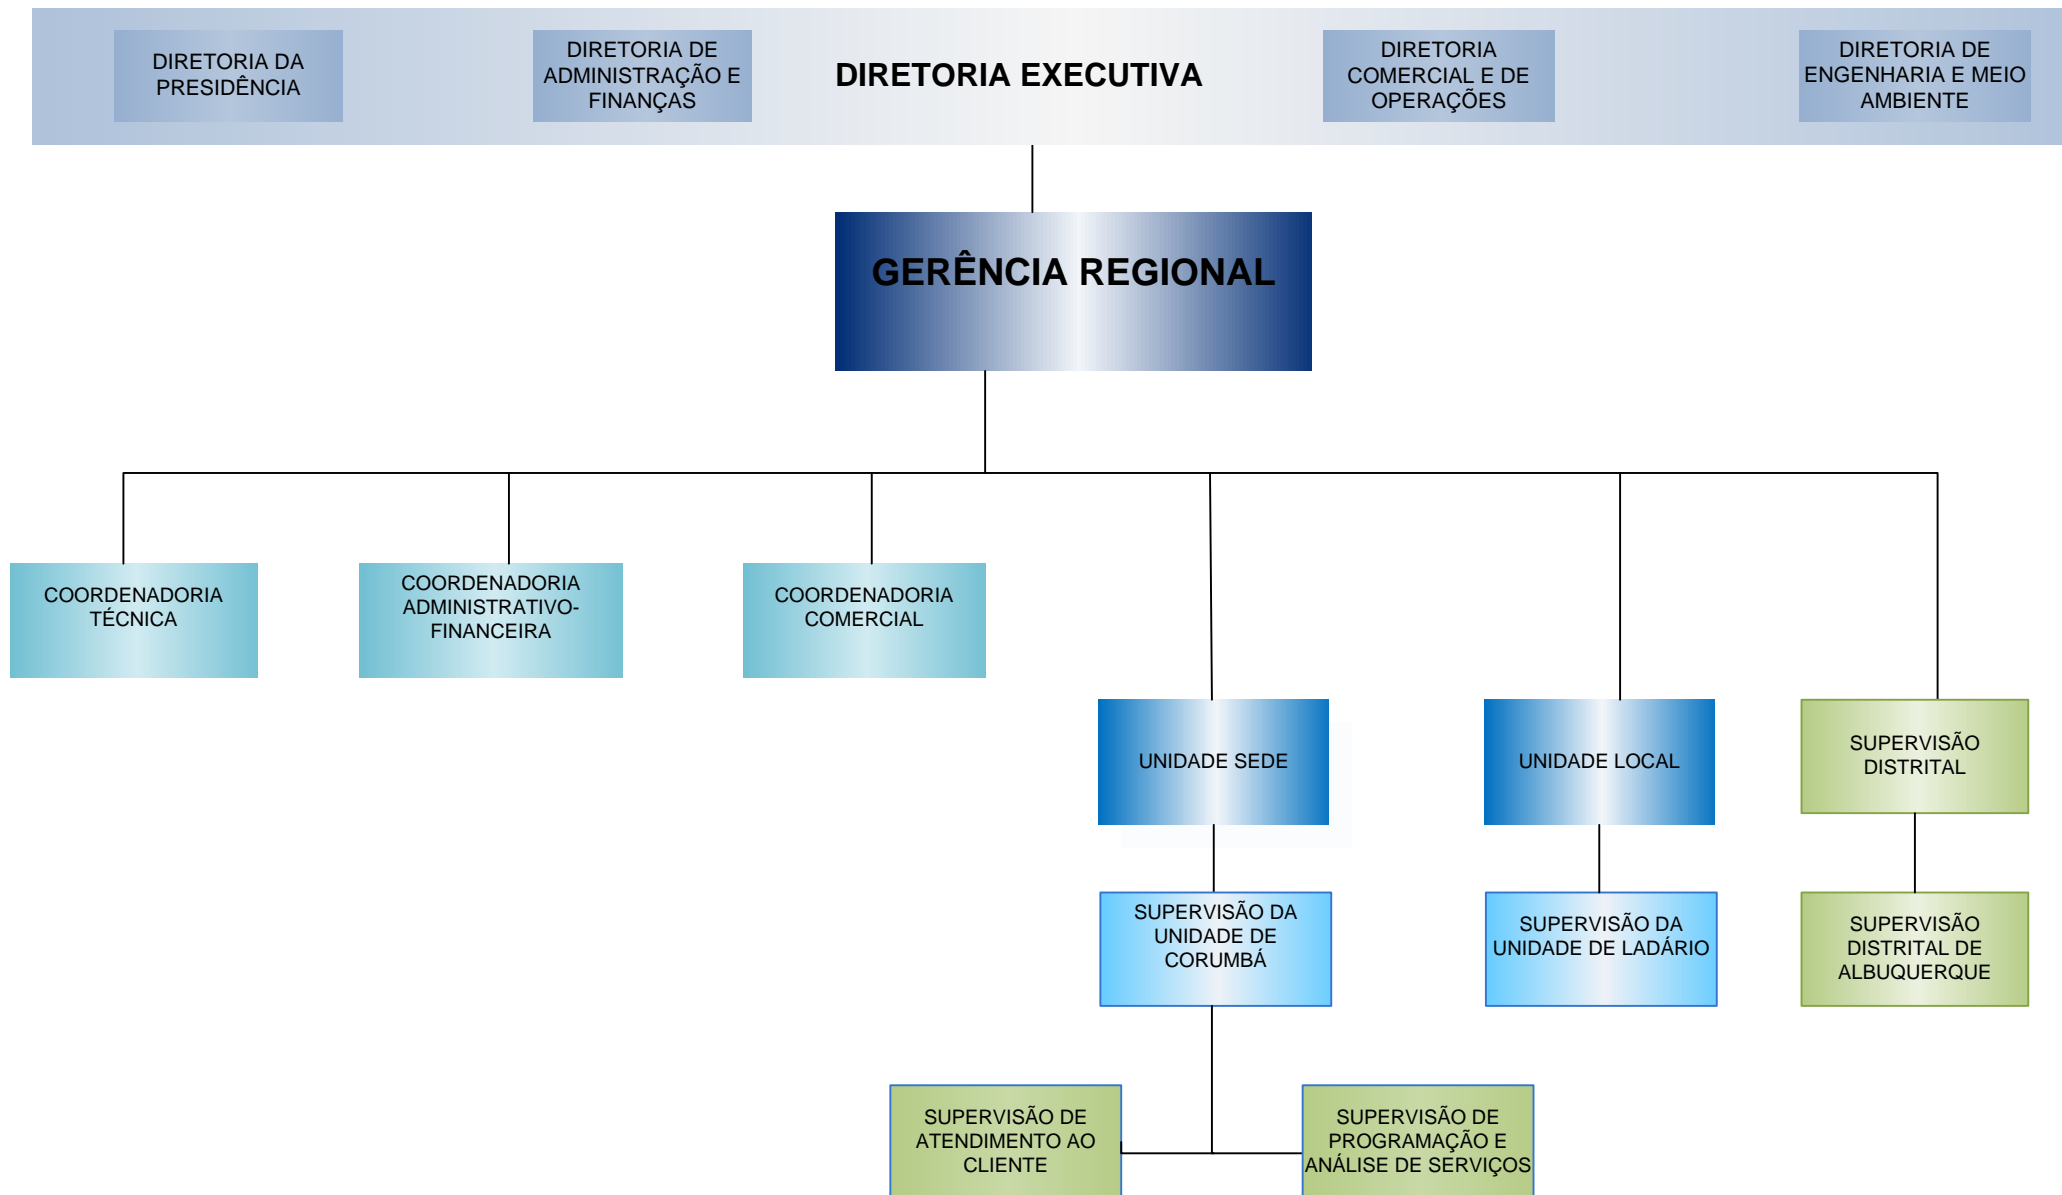 DIRETORIA DA
PRESIDÊNCIA
DIRETORIA DE
ADMINISTRAÇÃO E
FINANÇAS
DIRETORIA EXECUTIVA
DIRETORIA
COMERCIAL E DE
OPERAÇÕES
DIRETORIA DE
ENGENHARIA E MEIO
AMBIENTE
GERÊNCIA REGIONAL
COORDENADORIA
TÉCNICA
COORDENADORIA
ADMINISTRATIVO-
FINANCEIRA
COORDENADORIA
COMERCIAL
UNIDADE SEDE
UNIDADE LOCAL
SUPERVISÃO
DISTRITAL
SUPERVISÃO DA
UNIDADE DE
CORUMBÁ
SUPERVISÃO DA
UNIDADE DE LADÁRIO
SUPERVISÃO
DISTRITAL DE
ALBUQUERQUE
SUPERVISÃO DE
ATENDIMENTO AO
CLIENTE
SUPERVISÃO DE
PROGRAMAÇÃO E
ANÁLISE DE SERVIÇOS